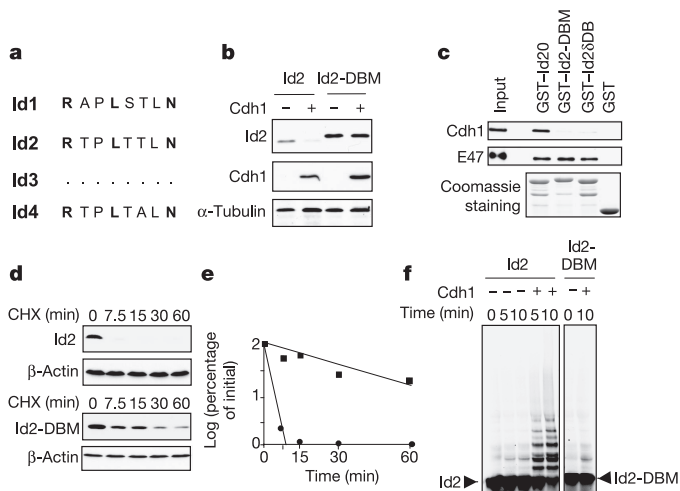 a
Id1 R A P L S T L N
Id2 R T P L T T L N
Id3 . . . . . . . .
Id4 R T P L T A L N
b
Id2 Id2-DBM
Cdh1 – + – +
Id2
Cdh1
α-Tubulin
c
Input GST–Id20 GST–Id2-DBM GST–Id2δDB GST
Cdh1
E47
Coomassie
staining
d
CHX (min) 0 7.5 15 30 60
Id2
β-Actin
CHX (min) 0 7.5 15 30 60
Id2-DBM
β-Actin
e
Log (percentage
of initial)
2
1
0
0 15 30 60
Time (min)
f
Id2 Id2-
DBM
Cdh1 – – – + + – +
Time (min) 0 5 10 5 10 0 10
Id2 Id2-DBM